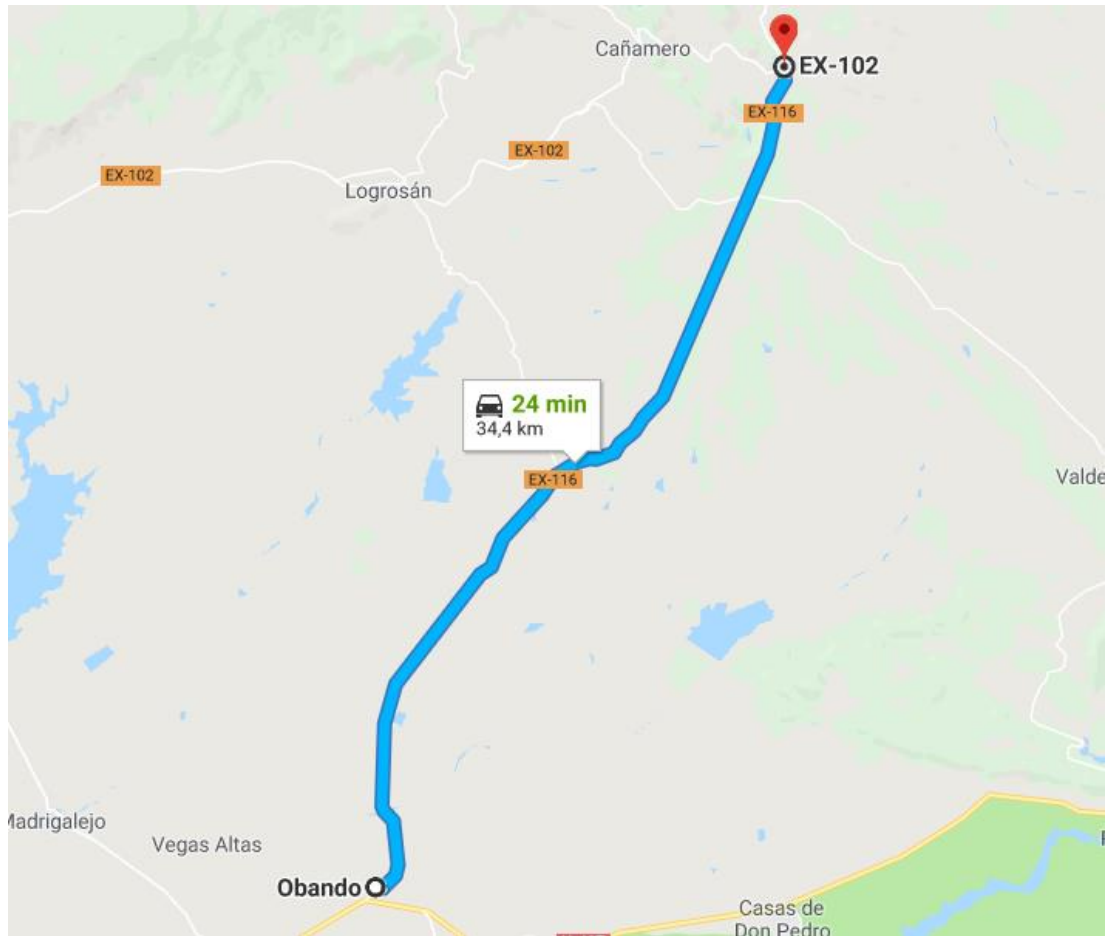 Cañamero
EX-102
EX-116
EX-102
EX-102
Logrosán
24 min
34,4 km
EX-116
Valde
Madrigalejo
Vegas Altas
Obando
Casas de
Don Pedro